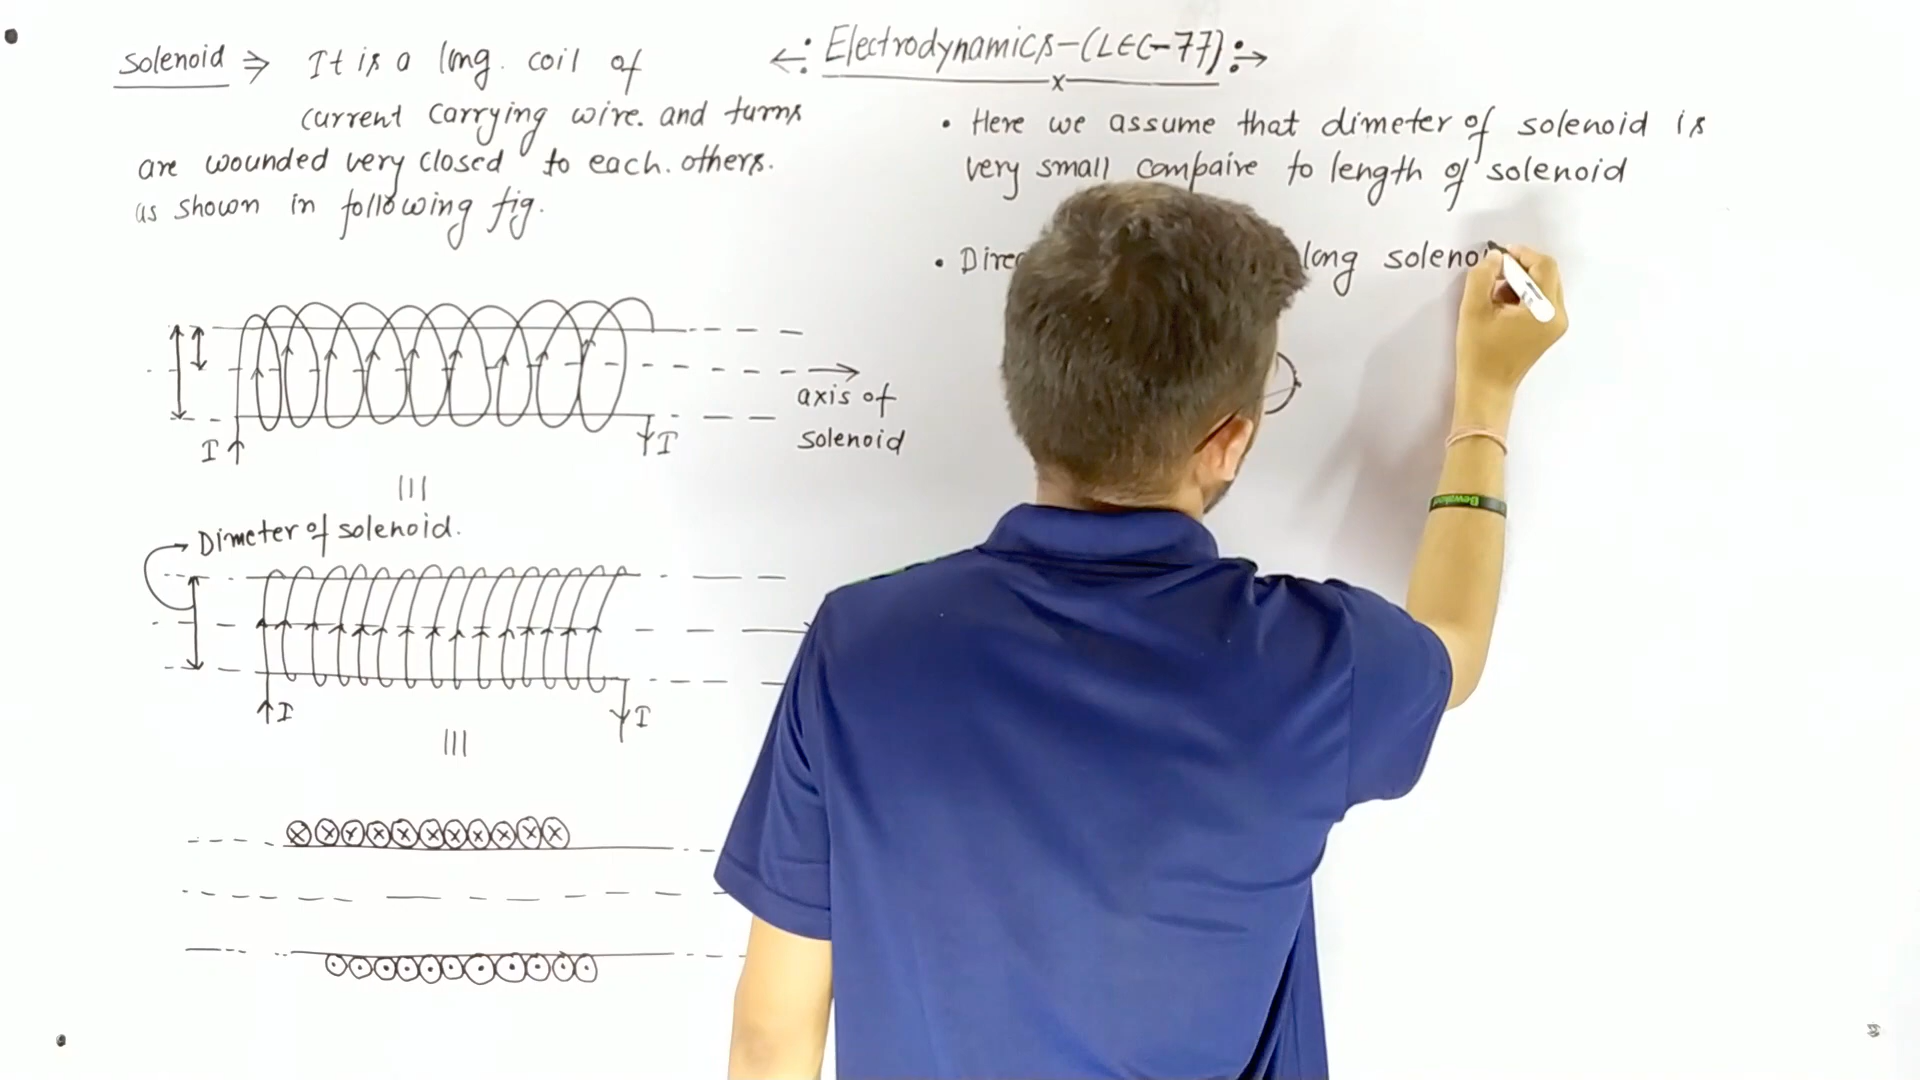 Electrodynamics-(LEC-77)
x
Solenoid ⇒ It is a long. coil of
current carrying wire. and turns
are wounded very closed to each. others.
as shown in following fig.
I
I
axis of
solenoid
Dimeter of solenoid.
I
I
• Here we assume that dimeter of solenoid is
very small compaire to length of solenoid
• long